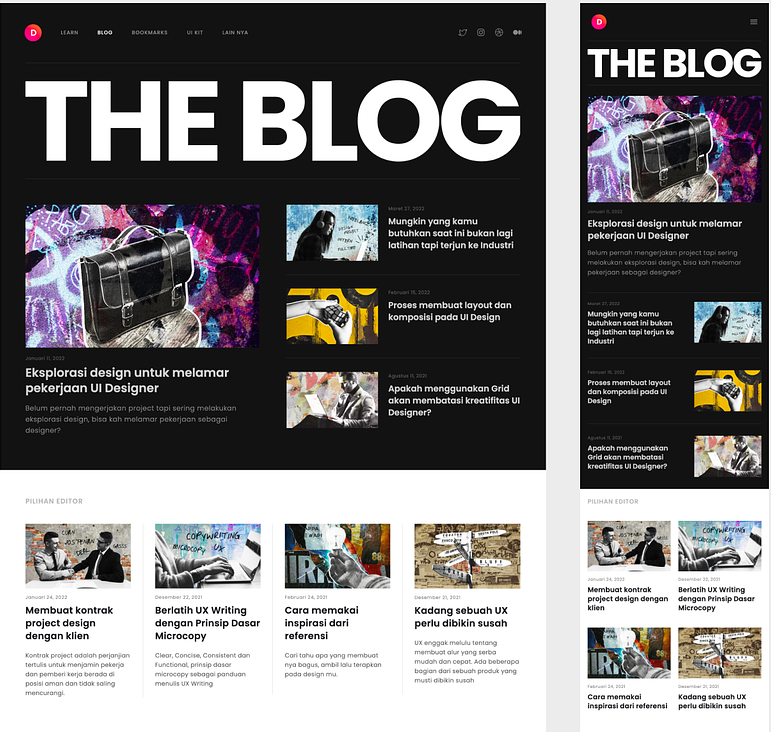 D
LEARN
BLOG
BOOKMARKS
UI KIT
LAIN NYA
THE BLOG
Januari 11, 2022
Eksplorasi design untuk melamar
pekerjaan UI Designer
Belum pernah mengerjakan project tapi sering melakukan
eksplorasi design, bisa kah melamar pekerjaan sebagai
designer?
Maret 27, 2022
Mungkin yang kamu
butuhkan saat ini bukan lagi
latihan tapi terjun ke Industri
Februari 15, 2022
Proses membuat layout dan
komposisi pada UI Design
Agustus 11, 2021
Apakah menggunakan Grid
akan membatasi kreatifitas UI
Designer?
PILIHAN EDITOR
Januari 24, 2022
Membuat kontrak
project design
dengan klien
Kontrak project adalah perjanjian
tertulis untuk menjamin pekerja
dan pemberi kerja berada di
posisi aman dan tidak saling
mencurangi.
COPYWRITING
MICROCOPY UX
Desember 22, 2021
Berlatih UX Writing
dengan Prinsip Dasar
Microcopy
Clear, Concise, Consistent dan
Functional, prinsip dasar
microcopy sebagai panduan
menulis UX Writing
Februari 24, 2021
Cara memakai
inspirasi dari
referensi
Cari tahu apa yang membuat
nya bagus, ambil lalu terapkan
pada design mu.
Desember 21, 2021
Kadang sebuah UX
perlu dibikin susah
UX enggak melulu tentang
membuat alur yang serba
mudah dan cepat. Ada beberapa
bagian dari sebuah produk yang
musti dibikin susah
D
THE BLOG
Januari 11, 2022
Eksplorasi design untuk melamar
pekerjaan UI Designer
Belum pernah mengerjakan project tapi sering
melakukan eksplorasi design, bisa kah melamar
pekerjaan sebagai designer?
Maret 27, 2022
Mungkin yang kamu
butuhkan saat ini bukan
lagi latihan tapi terjun ke
Industri
Februari 15, 2022
Proses membuat layout
dan komposisi pada UI
Design
Agustus 11, 2021
Apakah menggunakan
Grid akan membatasi
kreatifitas UI Designer?
PILIHAN EDITOR
Januari 24, 2022
Membuat kontrak
project design dengan
klien
Desember 22, 2021
Berlatih UX Writing
dengan Prinsip Dasar
Microcopy
Februari 24, 2021
Cara memakai
inspirasi dari referensi
Desember 21, 2021
Kadang sebuah UX
perlu dibikin susah